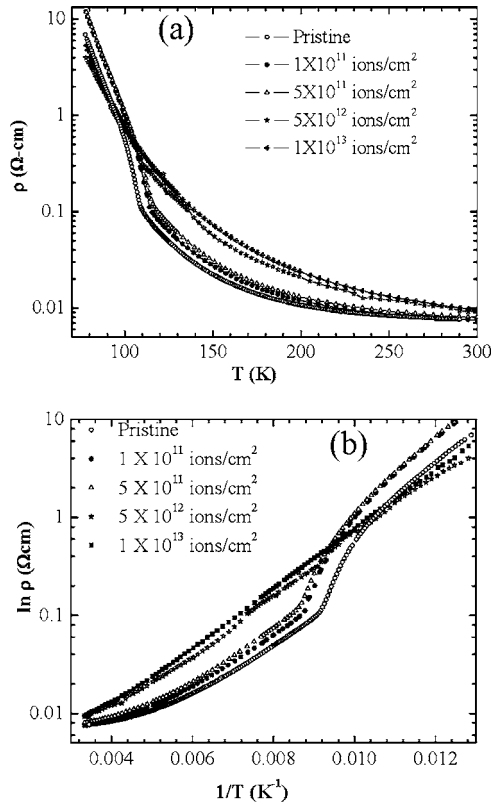 (a)
Pristine
1X10¹¹ ions/cm²
5X10¹¹ ions/cm²
5X10¹² ions/cm²
1X10¹³ ions/cm²
10
1
0.1
0.01
ρ (Ω-cm)
100 150 200 250 300
T (K)
(b)
Pristine
1 X 10¹¹ ions/cm²
5 X 10¹¹ ions/cm²
5 X 10¹² ions/cm²
1 X 10¹³ ions/cm²
10
1
0.1
0.01
ln ρ (Ωcm)
0.004 0.006 0.008 0.010 0.012
1/T (K⁻¹)